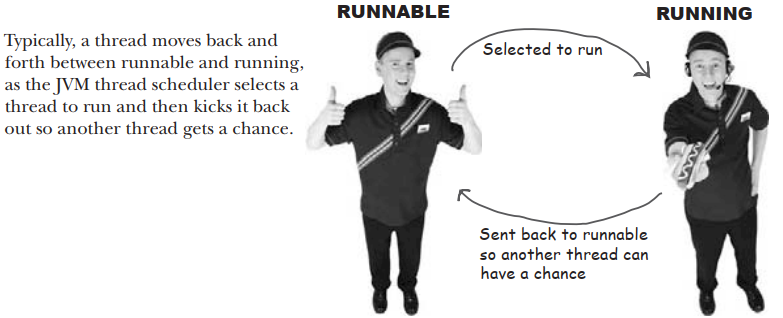 RUNNABLE
RUNNING
Typically, a thread moves back and
forth between runnable and running,
as the JVM thread scheduler selects a
thread to run and then kicks it back
out so another thread gets a chance.
Selected to run
Sent back to runnable
so another thread can
have a chance